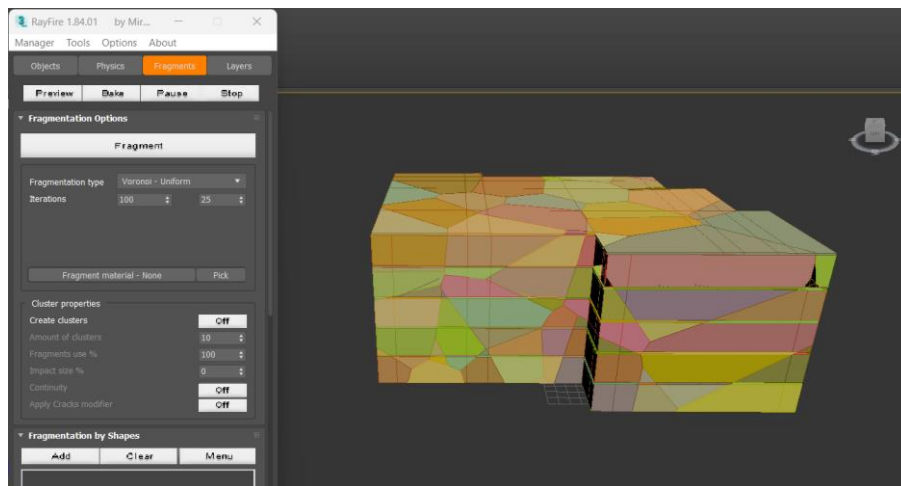 RayFire 1.84.01 by Mir...
Manager Tools Options About
Objects Physics Fragments Layers
Preview Bake Pause Stop
Fragmentation Options
Fragment
Fragmentation type Voronoi - Uniform
Iterations 100 25
Fragment material - None Pick
Cluster properties
Create clusters Off
Amount of clusters 10
Fragments use % 100
Impact size % 0
Continuity Off
Apply Cracks modifier Off
Fragmentation by Shapes
Add Clear Menu